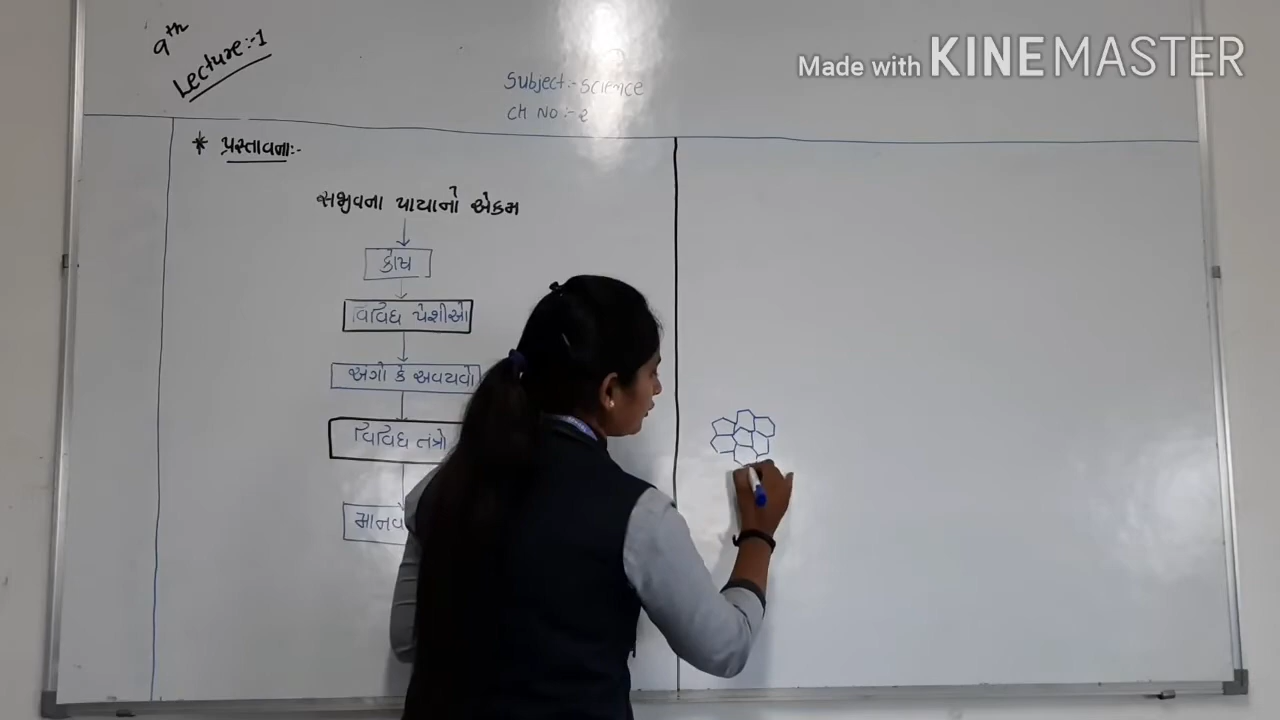 9th
Lecture:-1
Made with KINEMASTER
Subject:- Science
CH No:- 2
* પ્રસ્તાવના:-
સજીવના પાયાનો એકમ
કોષ
વિવિધ પેશીઓ
અંગો કે અવયવો
વિવિધ તંત્રો